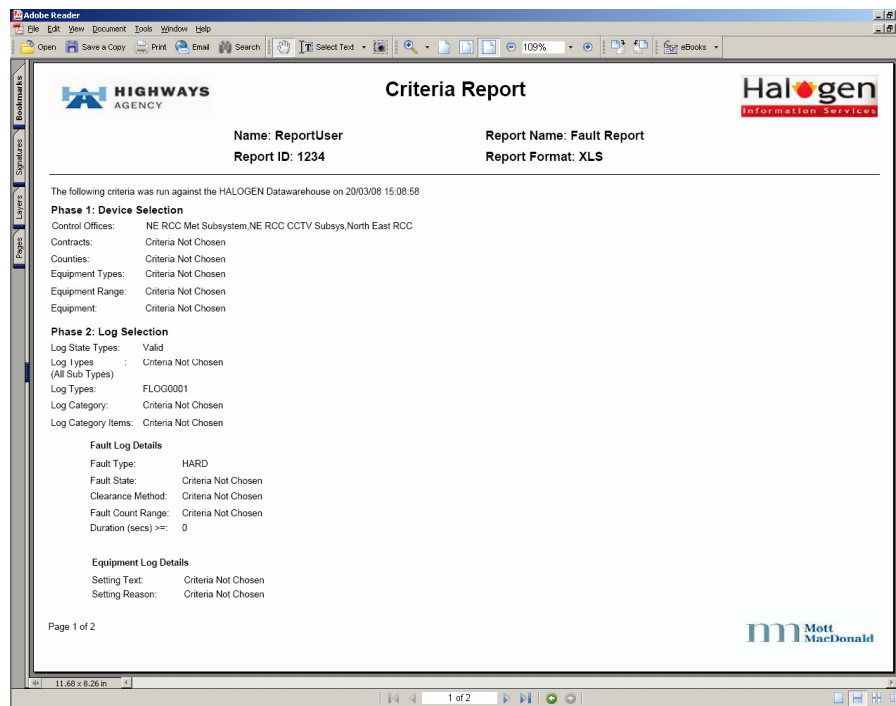 Adobe Reader
File Edit View Document Tools Window Help
Open Save a Copy Print Email Search Select Text 109% eBooks
Bookmarks
Signatures
Layers
Pages
HIGHWAYS
AGENCY
Criteria Report
Halogen
Information Services
Name: ReportUser Report Name: Fault Report
Report ID: 1234 Report Format: XLS
The following criteria was run against the HALOGEN Datawarehouse on 20/03/08 15:08:58
Phase 1: Device Selection
Control Offices: NE RCC Met Subsystem,NE RCC CCTV Subsys,North East RCC
Contracts: Criteria Not Chosen
Counties: Criteria Not Chosen
Equipment Types: Criteria Not Chosen
Equipment Range: Criteria Not Chosen
Equipment: Criteria Not Chosen
Phase 2: Log Selection
Log State Types: Valid
Log Types : Criteria Not Chosen
(All Sub Types)
Log Types: FLOG0001
Log Category: Criteria Not Chosen
Log Category Items: Criteria Not Chosen
Fault Log Details
Fault Type: HARD
Fault State: Criteria Not Chosen
Clearance Method: Criteria Not Chosen
Fault Count Range: Criteria Not Chosen
Duration (secs) >=: 0
Equipment Log Details
Setting Text: Criteria Not Chosen
Setting Reason: Criteria Not Chosen
Page 1 of 2
Mott
MacDonald
11.68 x 8.26 in
1 of 2